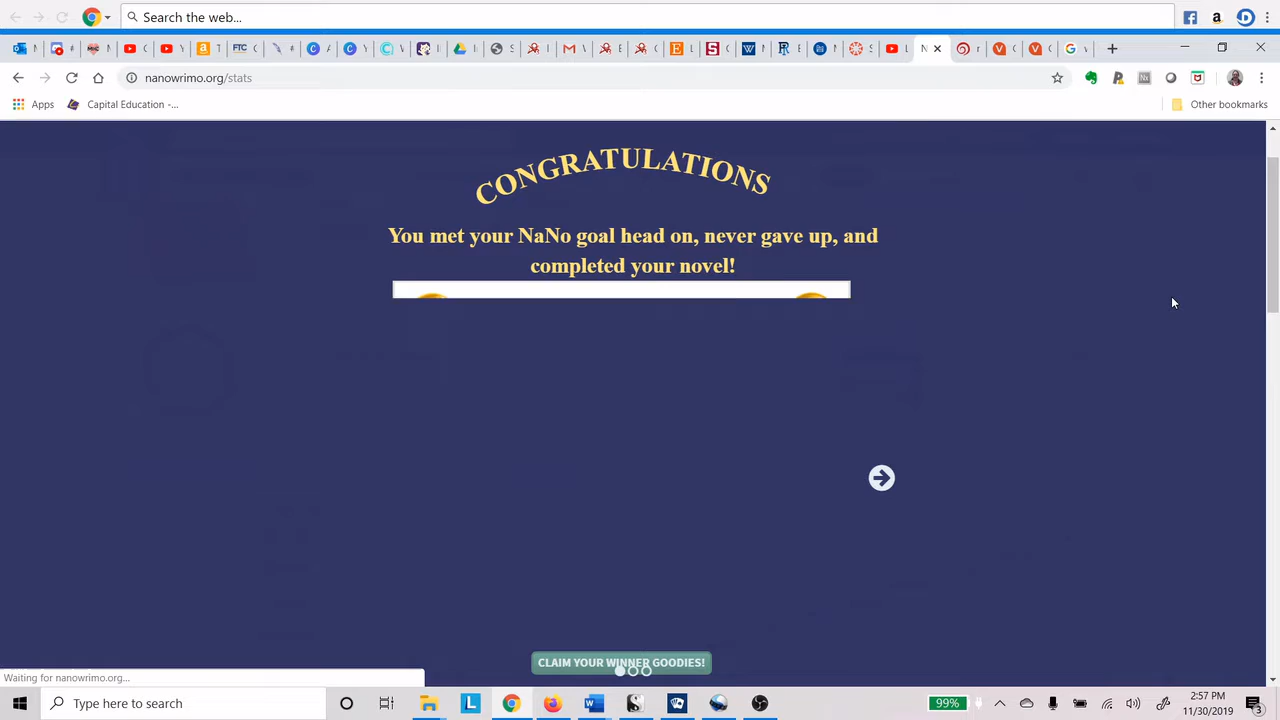 Search the web...
FTC
nanowrimo.org/stats
Apps
Capital Education -...
Other bookmarks
CONGRATULATIONS
You met your NaNo goal head on, never gave up, and
completed your novel!
CLAIM YOUR WINNER GOODIES!
Waiting for nanowrimo.org...
Type here to search
99%
2:57 PM
11/30/2019